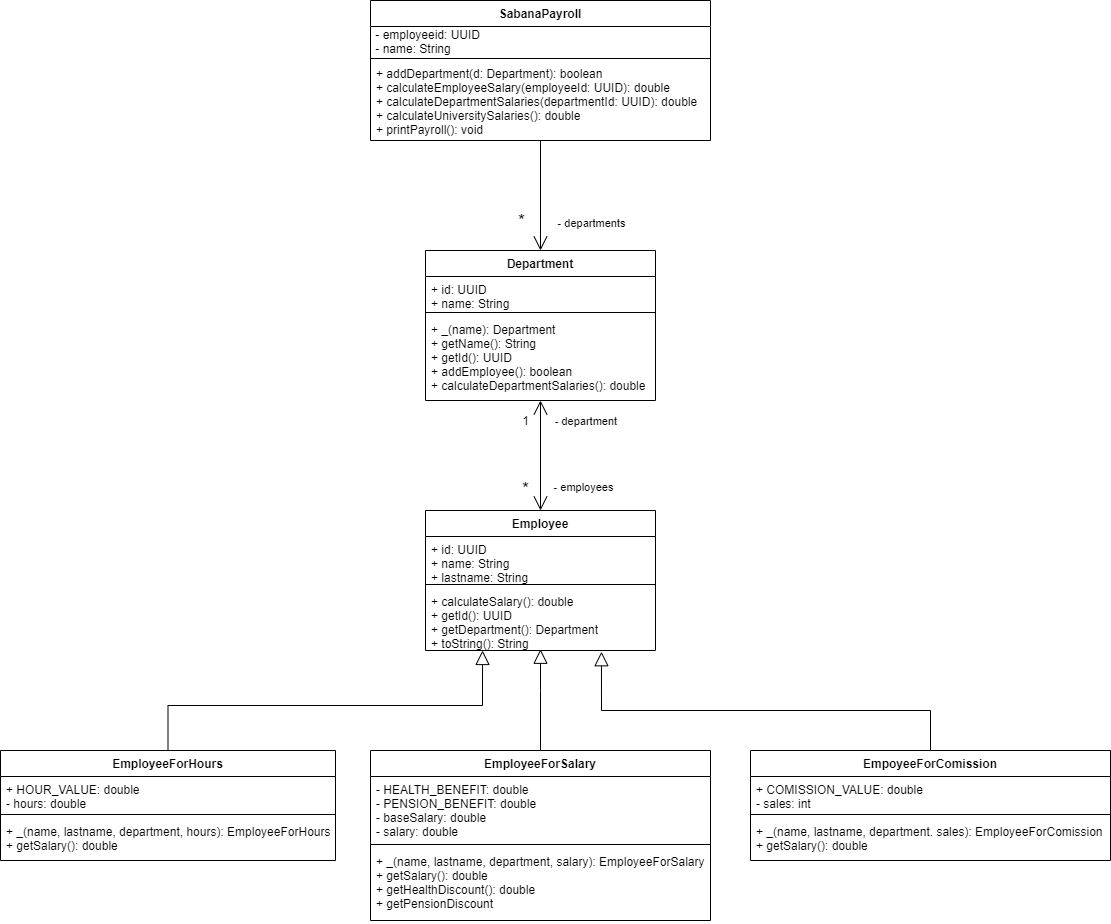 SabanaPayroll
- employeeid: UUID
- name: String
+ addDepartment(d: Department): boolean
+ calculateEmployeeSalary(employeeId: UUID): double
+ calculateDepartmentSalaries(departmentId: UUID): double
+ calculateUniversitySalaries(): double
+ printPayroll(): void
*
- departments
Department
+ id: UUID
+ name: String
+ _(name): Department
+ getName(): String
+ getId(): UUID
+ addEmployee(): boolean
+ calculateDepartmentSalaries(): double
1
- department
*
- employees
Employee
+ id: UUID
+ name: String
+ lastname: String
+ calculateSalary(): double
+ getId(): UUID
+ getDepartment(): Department
+ toString(): String
EmployeeForHours
+ HOUR_VALUE: double
- hours: double
+ _(name, lastname, department, hours): EmployeeForHours
+ getSalary(): double
EmployeeForSalary
- HEALTH_BENEFIT: double
- PENSION_BENEFIT: double
- baseSalary: double
- salary: double
+ _(name, lastname, department, salary): EmployeeForSalary
+ getSalary(): double
+ getHealthDiscount(): double
+ getPensionDiscount
EmpoyeeForComission
+ COMISSION_VALUE: double
- sales: int
+ _(name, lastname, department. sales): EmployeeForComission
+ getSalary(): double